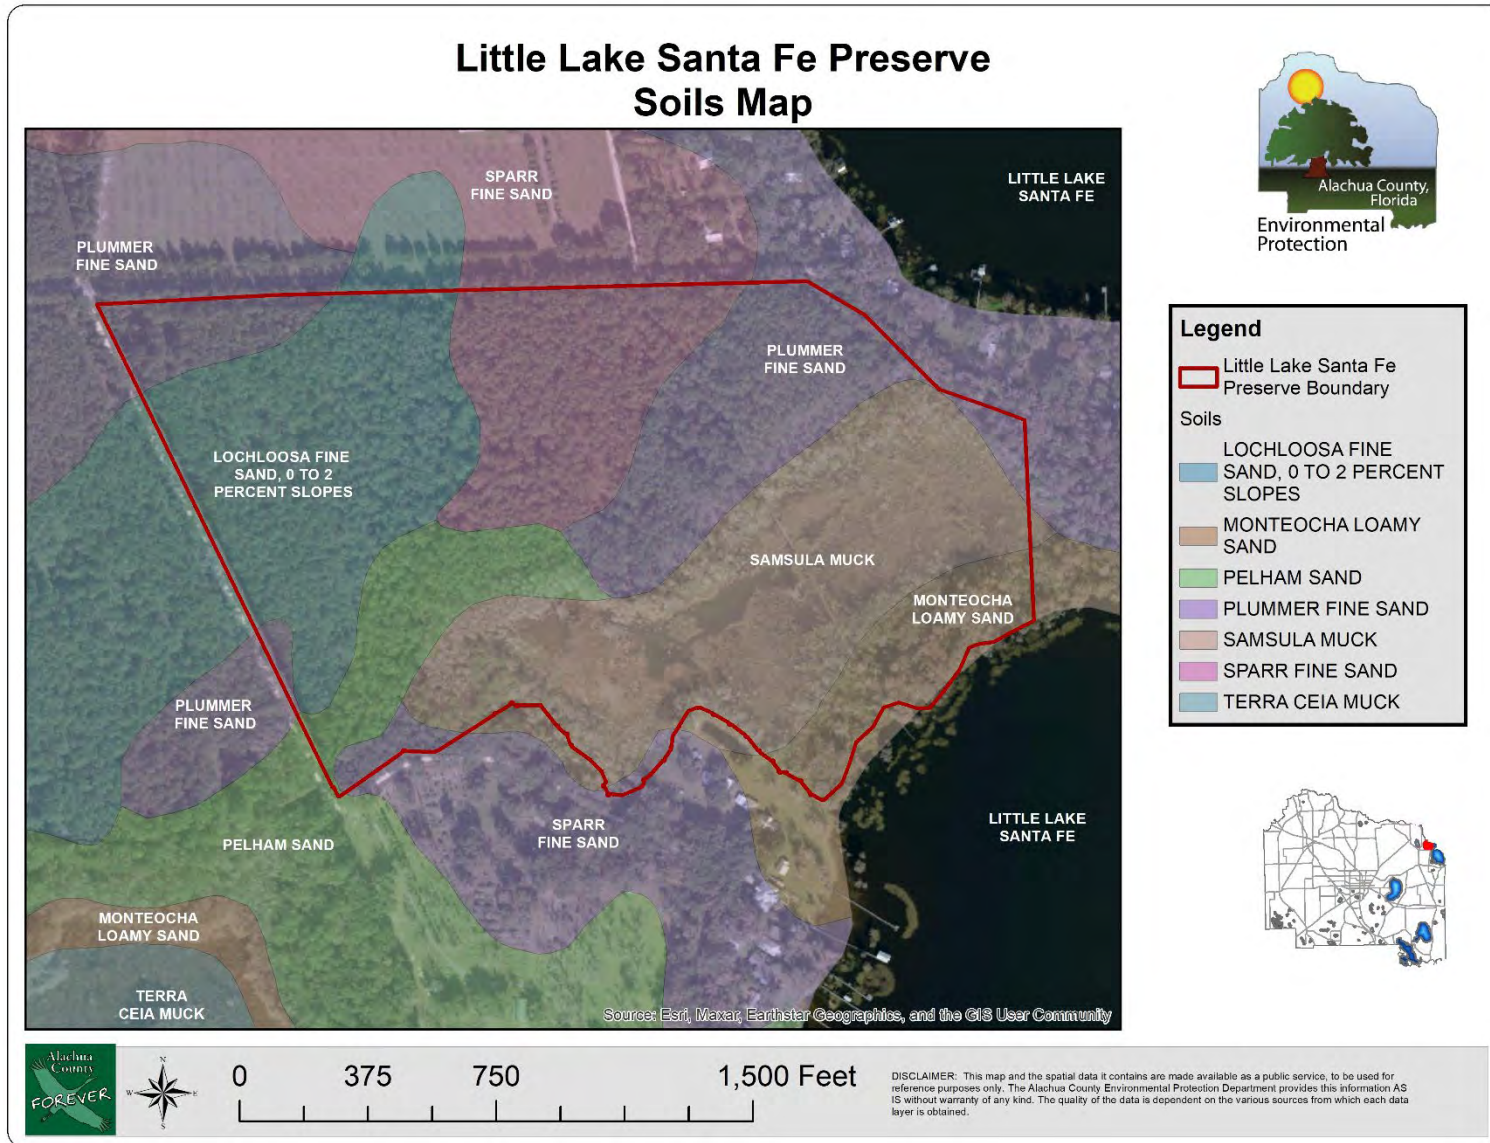 Little Lake Santa Fe Preserve
Soils Map
SPARR
FINE SAND
LITTLE LAKE
SANTA FE
PLUMMER
FINE SAND
PLUMMER
FINE SAND
LOCHLOOSA FINE
SAND, 0 TO 2
PERCENT SLOPES
SAMSULA MUCK
MONTEOCHA
LOAMY SAND
PLUMMER
FINE SAND
SPARR
FINE SAND
LITTLE LAKE
SANTA FE
PELHAM SAND
MONTEOCHA
LOAMY SAND
TERRA
CEIA MUCK
Source: Esri, Maxar, Earthstar Geographics, and the GIS User Community
Alachua County,
Florida
Environmental
Protection
Legend
Little Lake Santa Fe
Preserve Boundary
Soils
LOCHLOOSA FINE
SAND, 0 TO 2 PERCENT
SLOPES
MONTEOCHA LOAMY
SAND
PELHAM SAND
PLUMMER FINE SAND
SAMSULA MUCK
SPARR FINE SAND
TERRA CEIA MUCK
Alachua
County
FOREVER
N
W E
S
0 375 750 1,500 Feet
DISCLAIMER: This map and the spatial data it contains are made available as a public service, to be used for
reference purposes only. The Alachua County Environmental Protection Department provides this information AS
IS without warranty of any kind. The quality of the data is dependent on the various sources from which each data
layer is obtained.